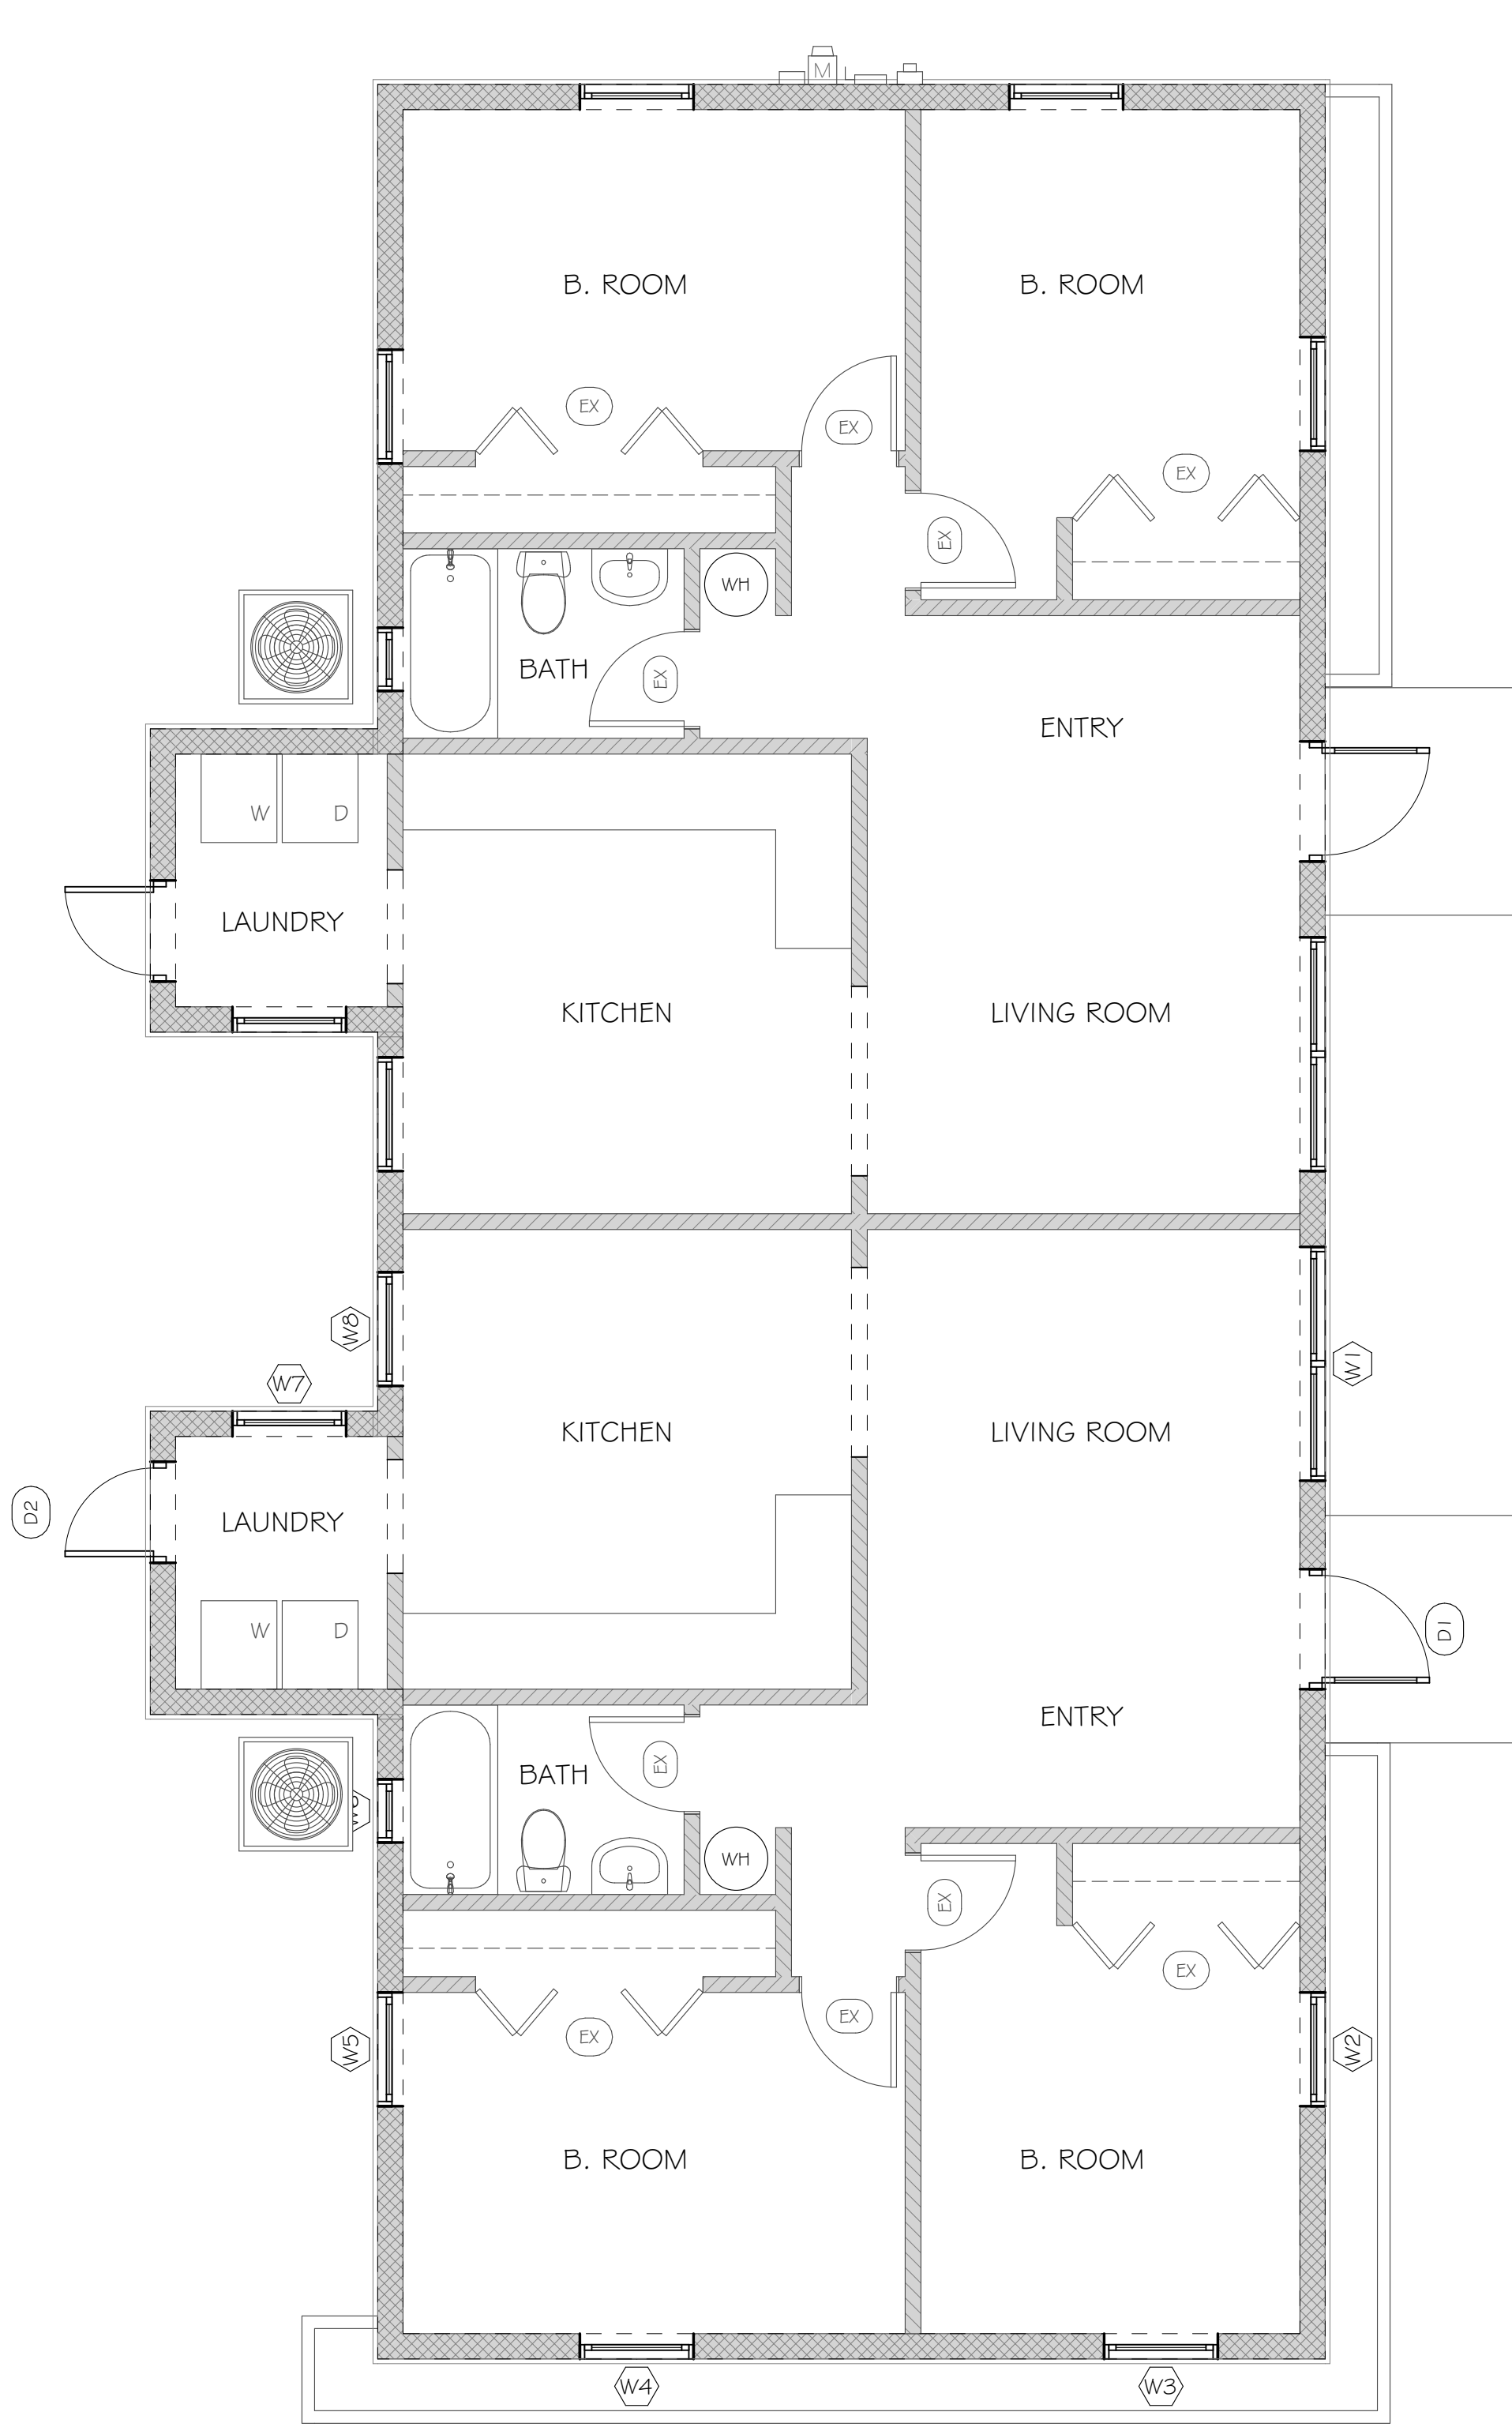 M
B. ROOM
B. ROOM
EX
EX
EX
EX
WH
BATH
EX
ENTRY
W
D
LAUNDRY
KITCHEN
LIVING ROOM
W8
W1
W7
KITCHEN
LIVING ROOM
D2
LAUNDRY
W
D
D1
ENTRY
EX
BATH
WH
EX
EX
EX
EX
W5
W2
B. ROOM
B. ROOM
W4
W3